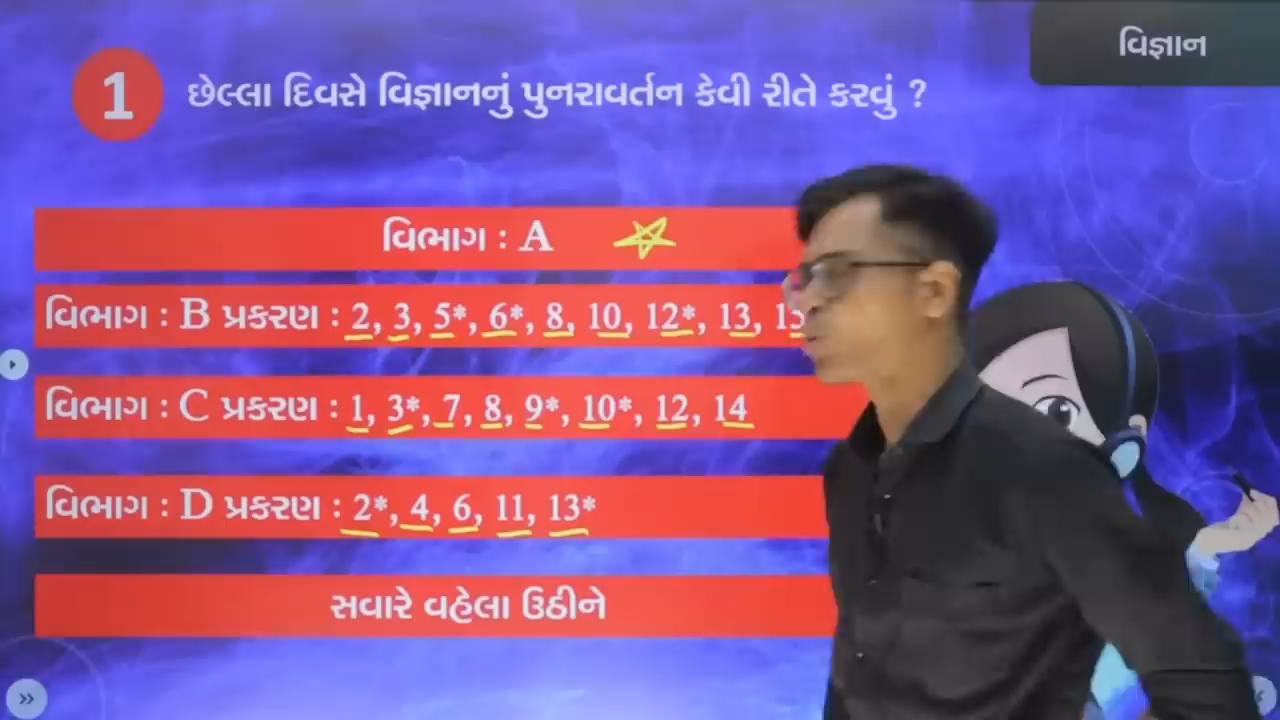 વિજ્ઞાન
1 છેલ્લા દિવસે વિજ્ઞાનનું પુનરાવર્તન કેવી રીતે કરવું ?
વિભાગ : A
વિભાગ : B પ્રકરણ : 2, 3, 5*, 6*, 8, 10, 12*, 13,
વિભાગ : C પ્રકરણ : 1, 3*, 7, 8, 9*, 10*, 12, 14
વિભાગ : D પ્રકરણ : 2*, 4, 6, 11, 13*
સવારે વહેલા ઉઠીને